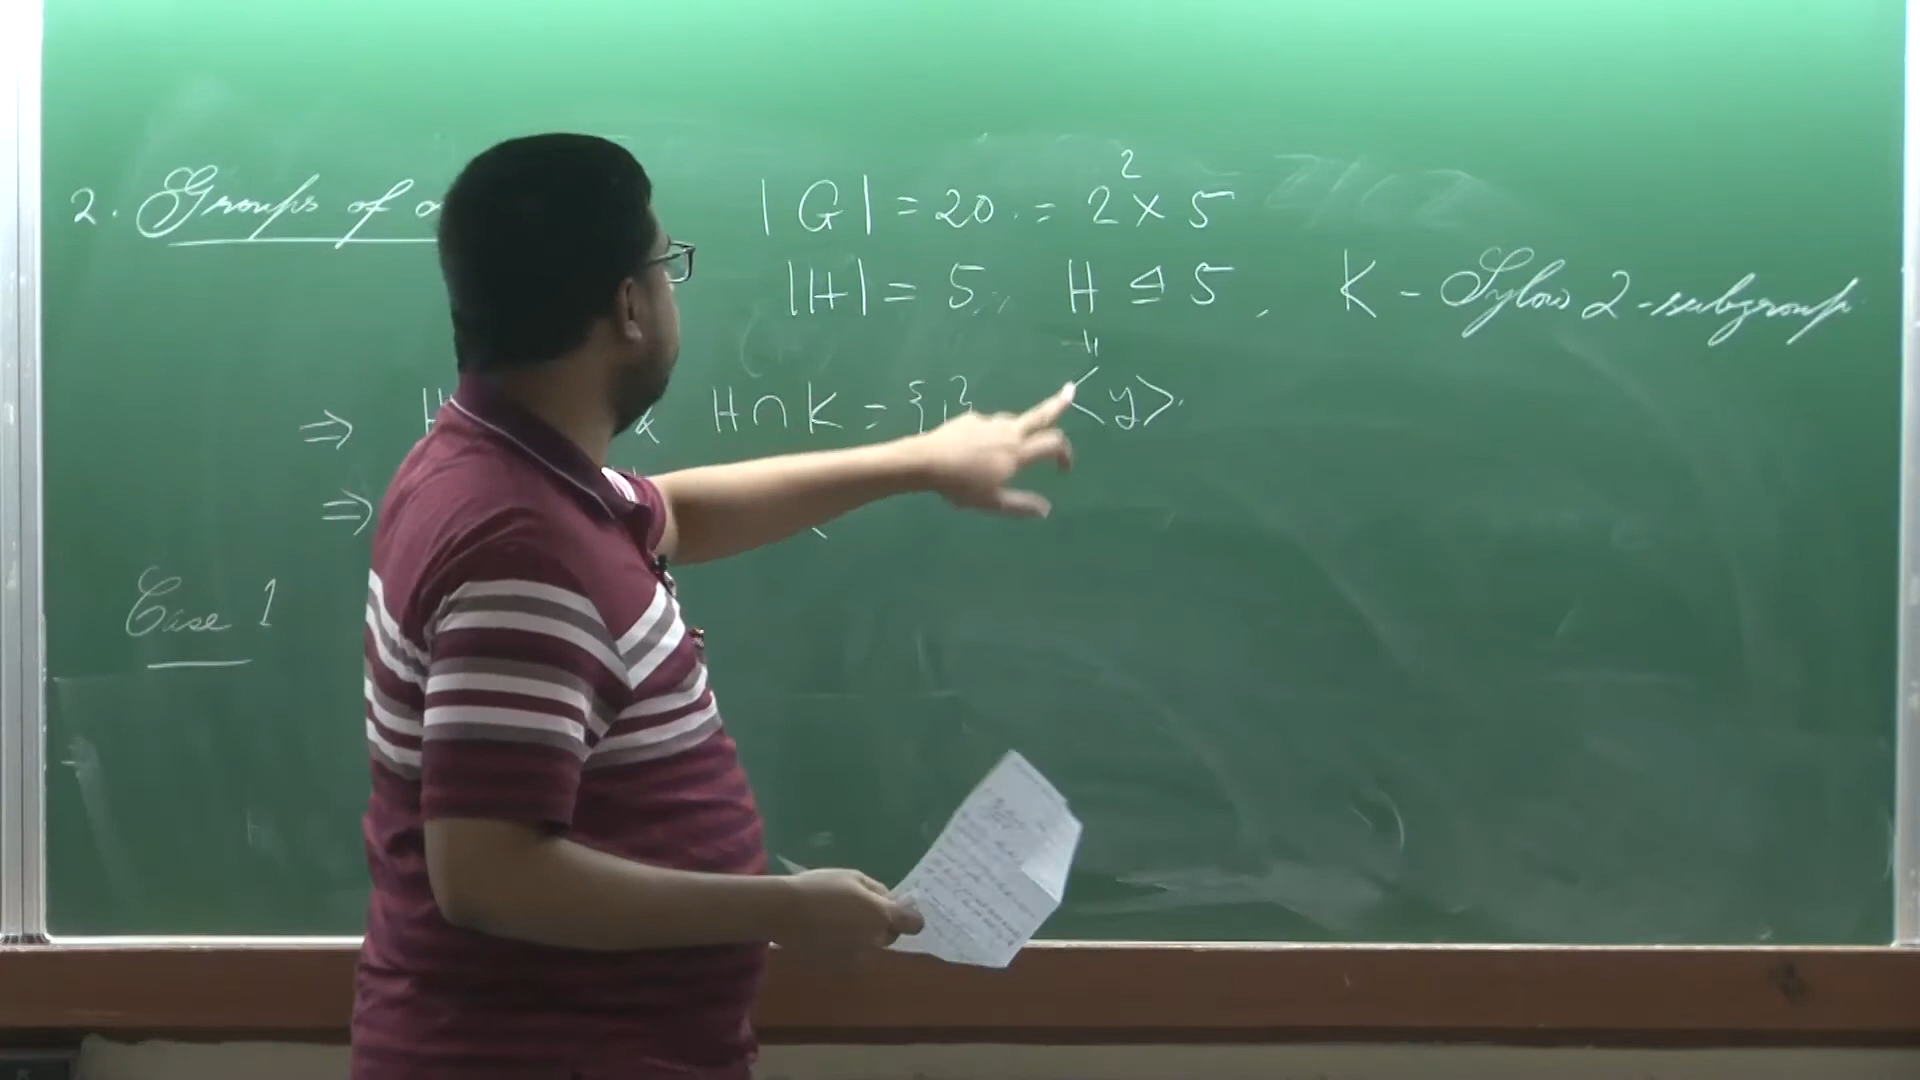 2. Groups of
|G| = 20. = 2² × 5
|H| = 5, H ⊴ 5, K - Sylow 2-subgroup
"
⇒ H & H ∩ K = {1} <y>.
⇒
Case 1